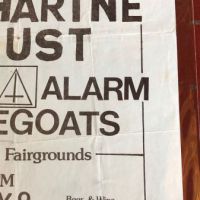 HARINE
UST
ALARM
EGOATS
Fairgrounds
M
Beer & Wine